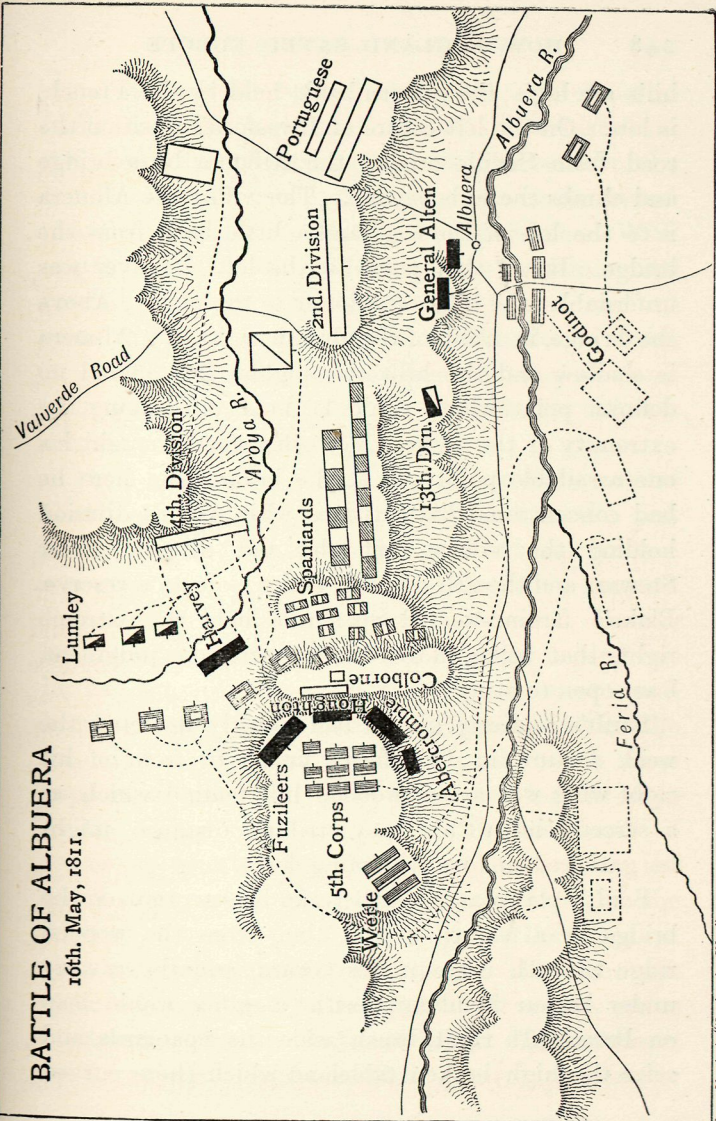 BATTLE OF ALBUERA
16th. May, 1811.
Valverde Road
Lumley
4th. Division
Aroya R.
Harvey
Portuguese
2nd. Division
General Alten
Albuera
Albuera R.
Spaniards
13th. Drn.
Godinot
Colborne
Houghton
Abercrombie
Fuzileers
5th. Corps
Werle
Feria R.